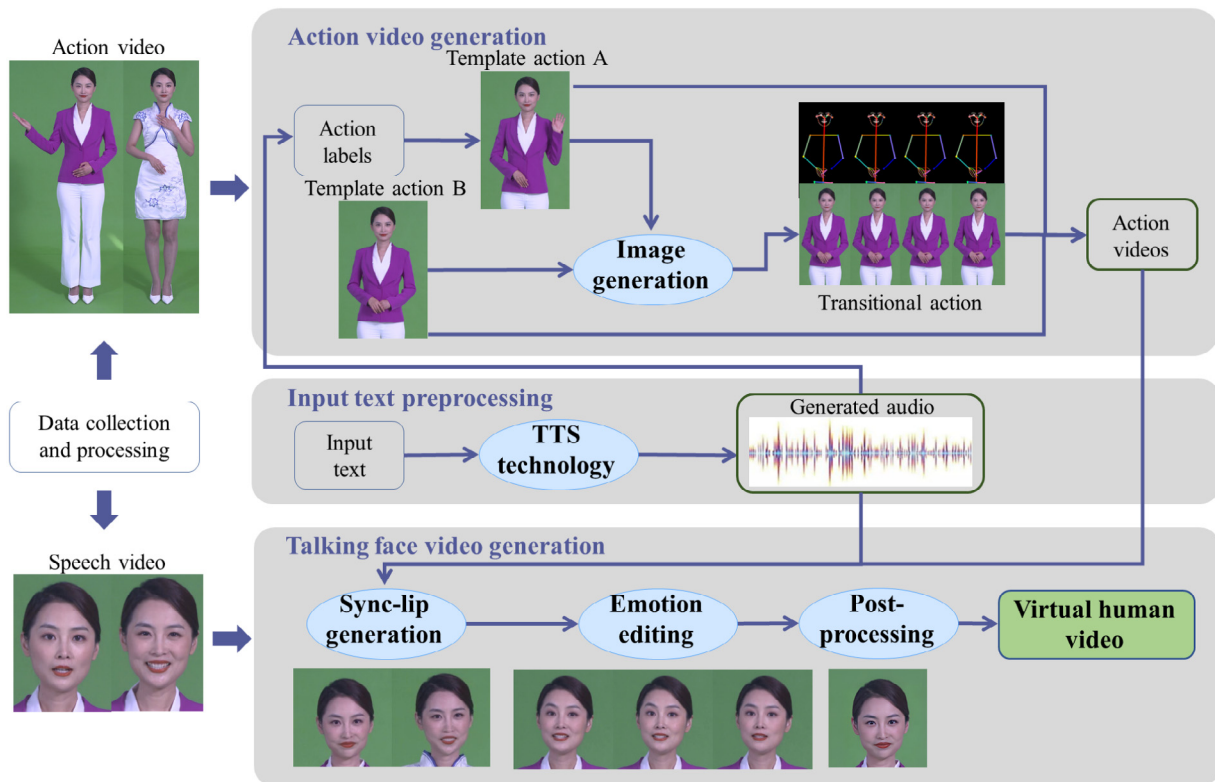 Action video
Action video generation
Template action A
Action
labels
Template action B
Image
generation
Transitional action
Action
videos
Data collection
and processing
Input text preprocessing
Input
text
TTS
technology
Generated audio
Speech video
Talking face video generation
Sync-lip
generation
Emotion
editing
Post-
processing
Virtual human
video